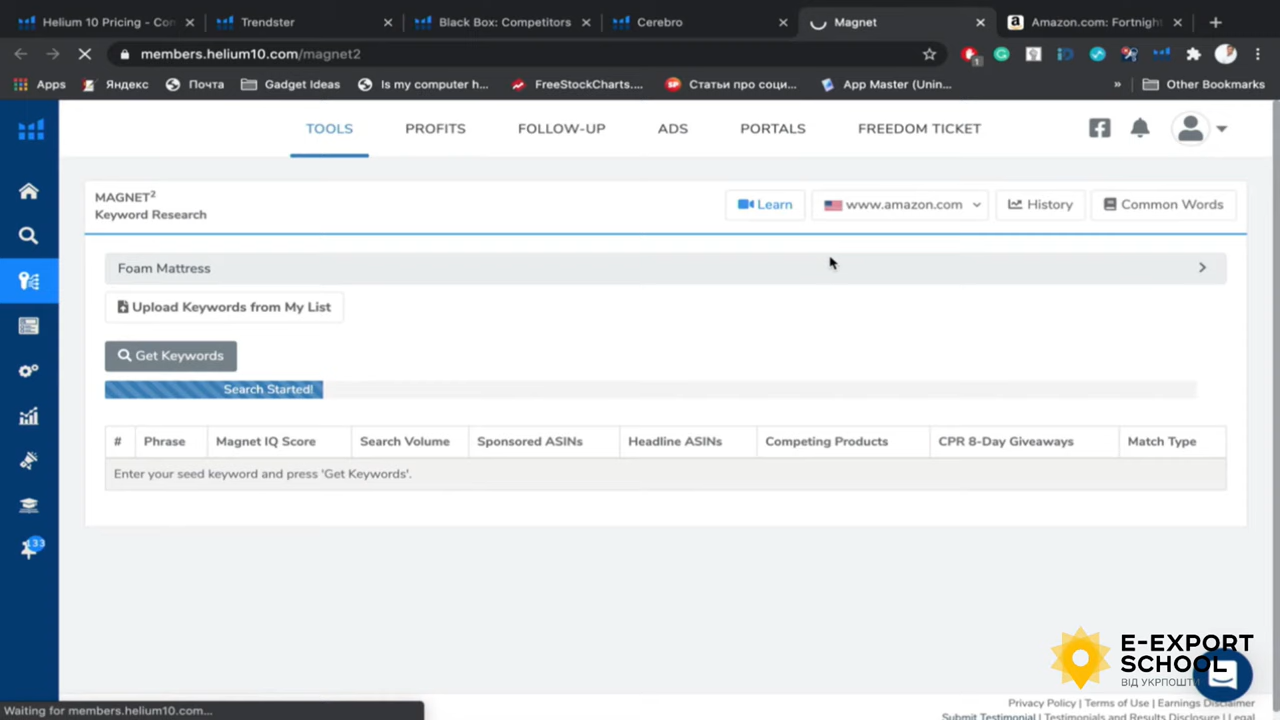 Helium 10 Pricing - Con
Trendster
Black Box: Competitors
Cerebro
Magnet
Amazon.com: Fortnigh
members.helium10.com/magnet2
1
Apps
Яндекс
Почта
Gadget Ideas
Is my computer h...
FreeStockCharts....
Статьи про соци...
App Master (Unin...
»
Other Bookmarks
TOOLS
PROFITS
FOLLOW-UP
ADS
PORTALS
FREEDOM TICKET
MAGNET²
Keyword Research
Learn
www.amazon.com
History
Common Words
Foam Mattress
Upload Keywords from My List
Get Keywords
Search Started!
# Phrase Magnet IQ Score Search Volume Sponsored ASINs Headline ASINs Competing Products CPR 8-Day Giveaways Match Type
Enter your seed keyword and press 'Get Keywords'.
133
E-EXPORT
SCHOOL
ВІД УКРПОШТИ
Privacy Policy | Terms of Use | Earnings Disclaimer
Submit Testimonial | Testimonials and Results Disclosure | Legal
Waiting for members.helium10.com...